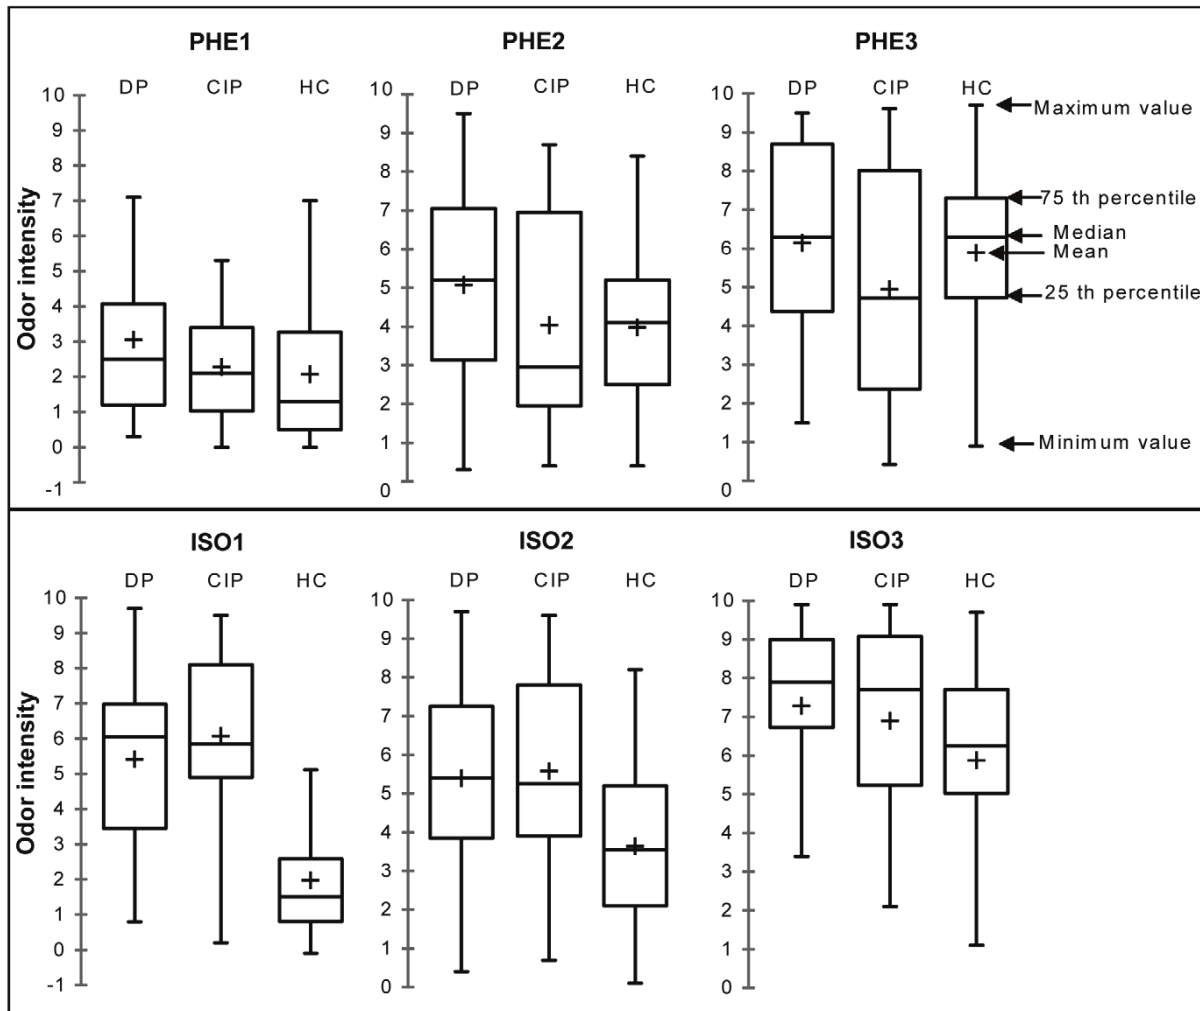 PHE1 PHE2 PHE3
DP CIP HC DP CIP HC DP CIP HC
Odor intensity
10 9 8 7 6 5 4 3 2 1 0 -1
10 9 8 7 6 5 4 3 2 1 0
10 9 8 7 6 5 4 3 2 1 0
Maximum value
75 th percentile
Median
Mean
25 th percentile
Minimum value
ISO1 ISO2 ISO3
DP CIP HC DP CIP HC DP CIP HC
Odor intensity
10 9 8 7 6 5 4 3 2 1 0 -1
10 9 8 7 6 5 4 3 2 1 0
10 9 8 7 6 5 4 3 2 1 0